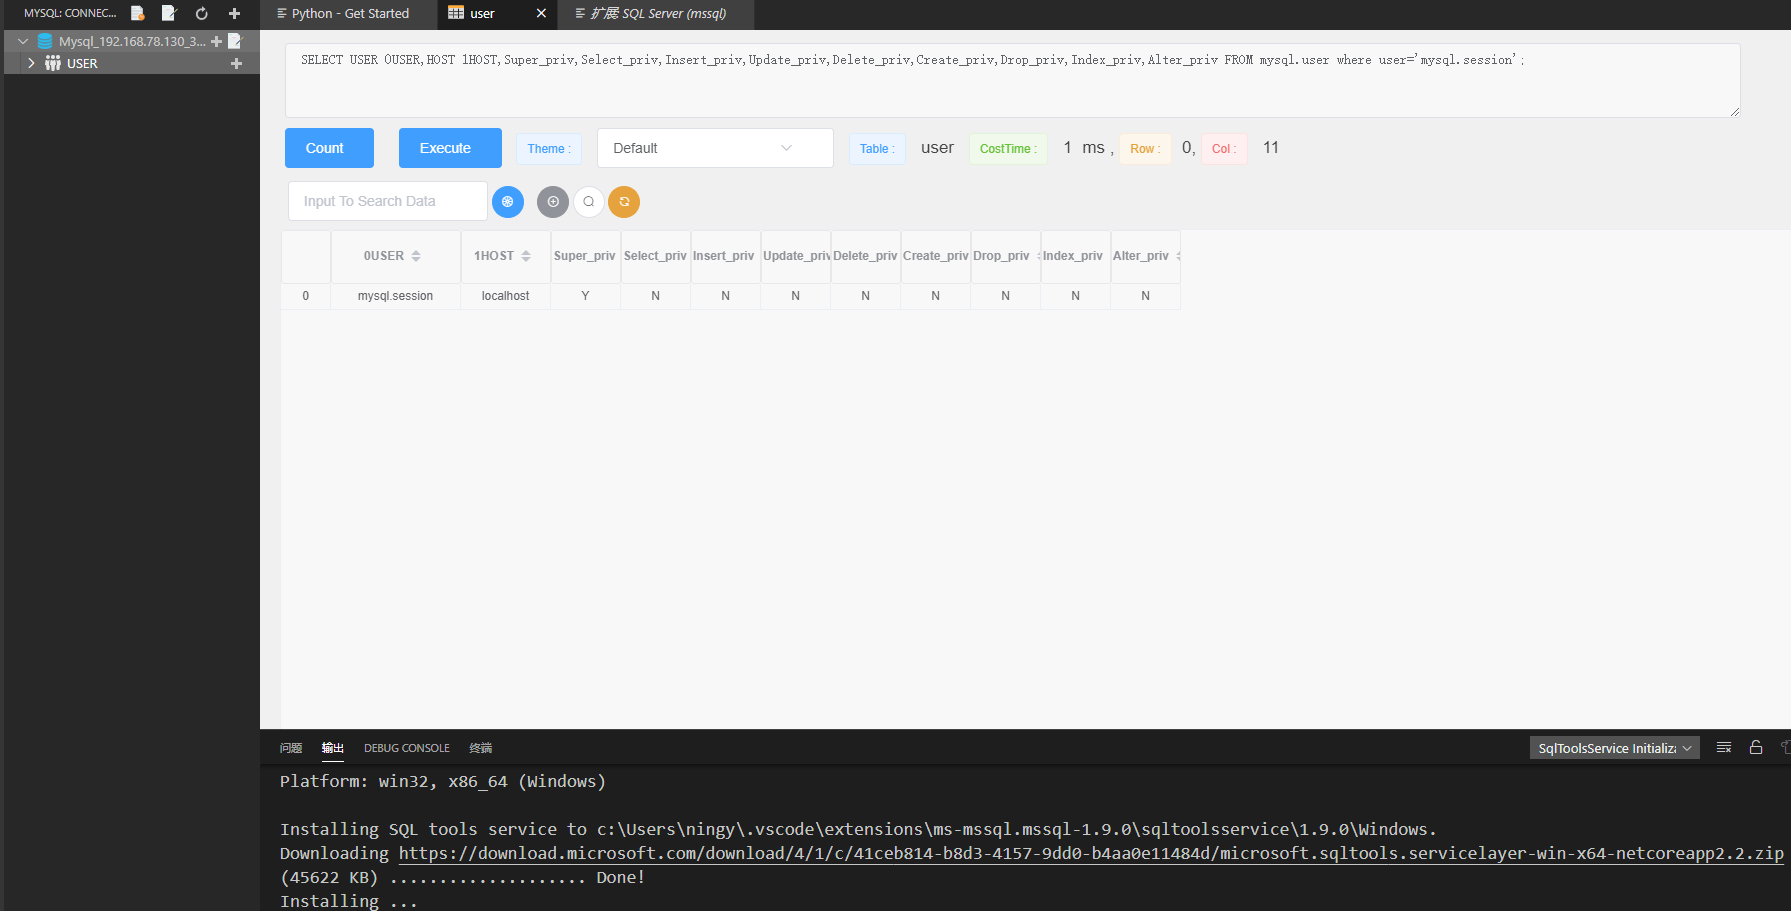 MYSQL: CONNEC...
Python - Get Started
user
扩展: SQL Server (mssql)
Mysql_192.168.78.130_3...
USER
SELECT USER 0USER,HOST 1HOST,Super_priv,Select_priv,Insert_priv,Update_priv,Delete_priv,Create_priv,Drop_priv,Index_priv,Alter_priv FROM mysql.user where user='mysql.session';
Count
Execute
Theme :
Default
Table :
user
CostTime :
1 ms ,
Row :
0,
Col :
11
Input To Search Data
0USER 1HOST Super_priv Select_priv Insert_priv Update_priv Delete_priv Create_priv Drop_priv Index_priv Alter_priv
0 mysql.session localhost Y N N N N N N N N
问题 输出 DEBUG CONSOLE 终端
SqlToolsService Initializa
Platform: win32, x86_64 (Windows)
Installing SQL tools service to c:\Users\ningy\.vscode\extensions\ms-mssql.mssql-1.9.0\sqltoolsservice\1.9.0\Windows.
Downloading https://download.microsoft.com/download/4/1/c/41ceb814-b8d3-4157-9dd0-b4aa0e11484d/microsoft.sqltools.servicelayer-win-x64-netcoreapp2.2.zip
(45622 KB) .................... Done!
Installing ...